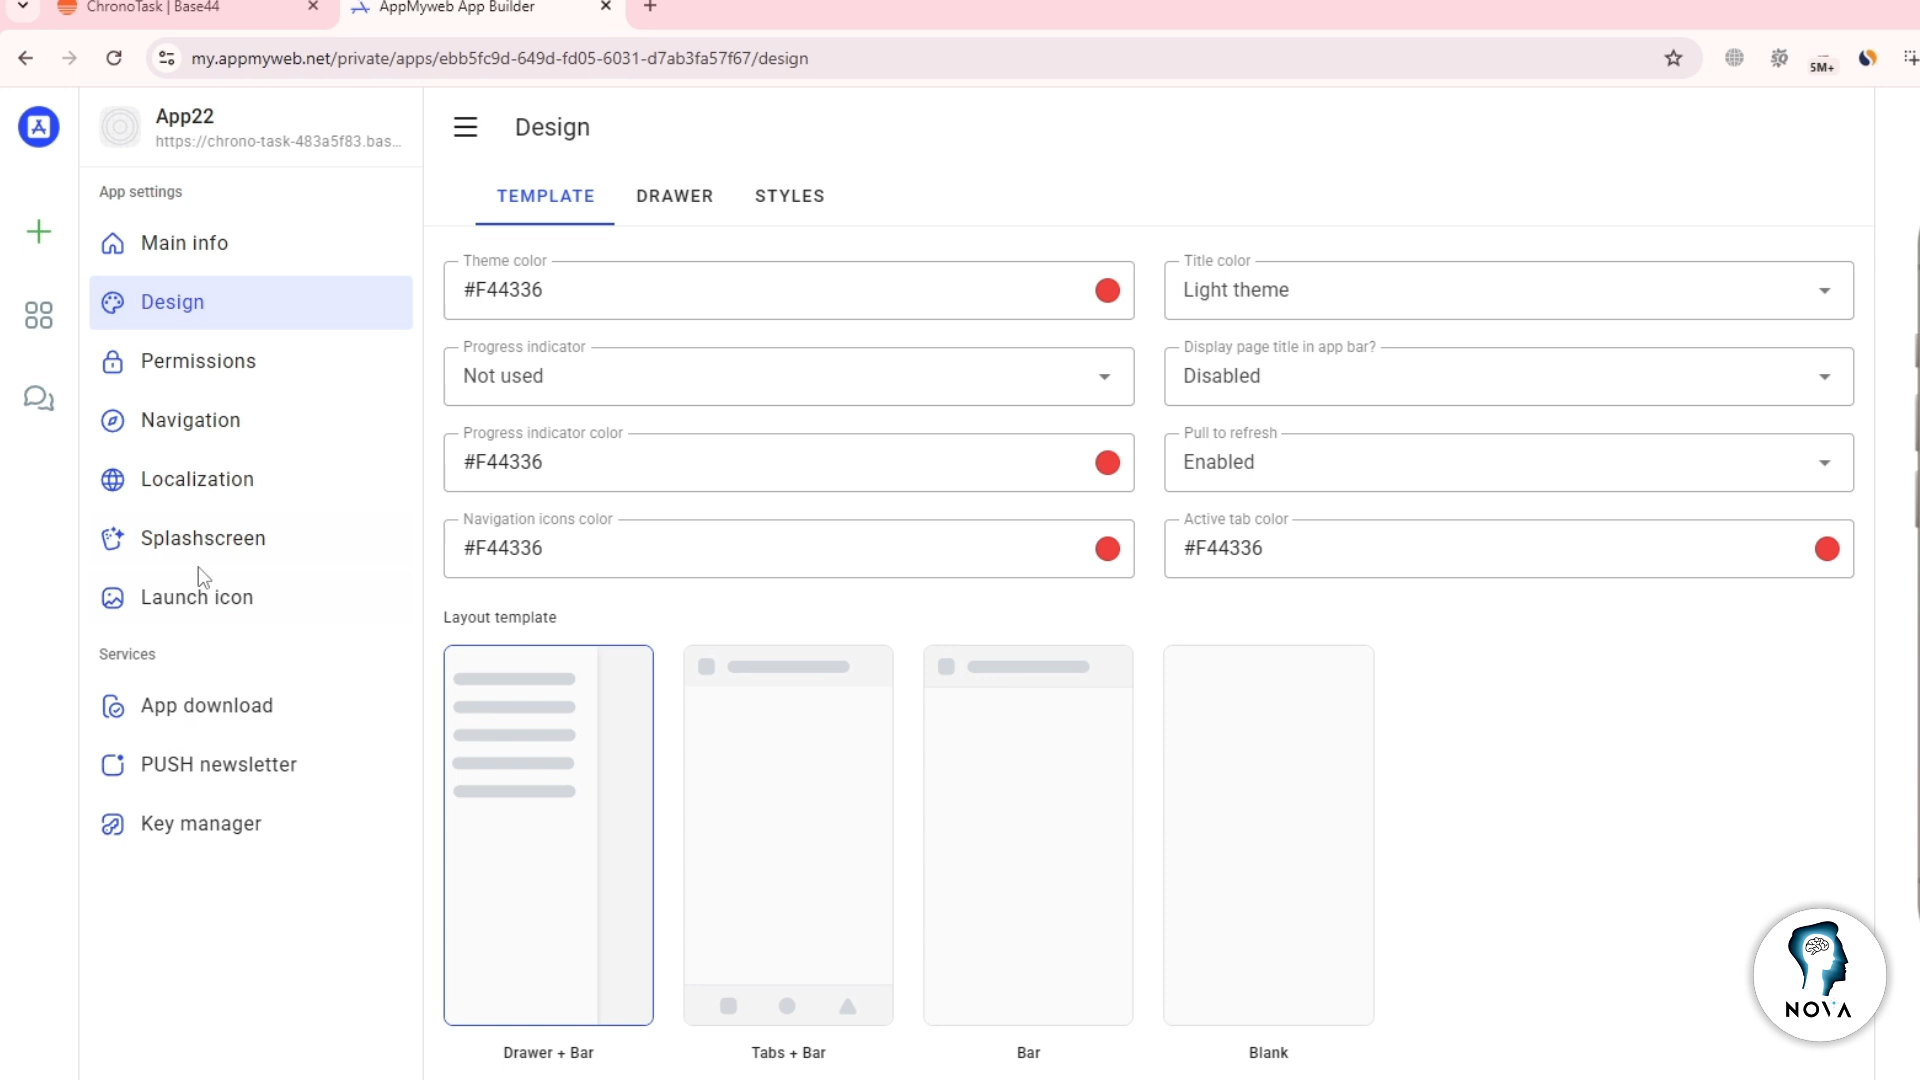 ChronoTask | Base44
AppMyweb App Builder
my.appmyweb.net/private/apps/ebb5fc9d-649d-fd05-6031-d7ab3fa57f67/design
5M+
App22
https://chrono-task-483a5f83.bas...
Design
App settings
TEMPLATE
DRAWER
STYLES
Main info
Design
Permissions
Navigation
Localization
Splashscreen
Launch icon
Services
App download
PUSH newsletter
Key manager
Theme color
#F44336
Title color
Light theme
Progress indicator
Not used
Display page title in app bar?
Disabled
Progress indicator color
#F44336
Pull to refresh
Enabled
Navigation icons color
#F44336
Active tab color
#F44336
Layout template
Drawer + Bar
Tabs + Bar
Bar
Blank
NOVA